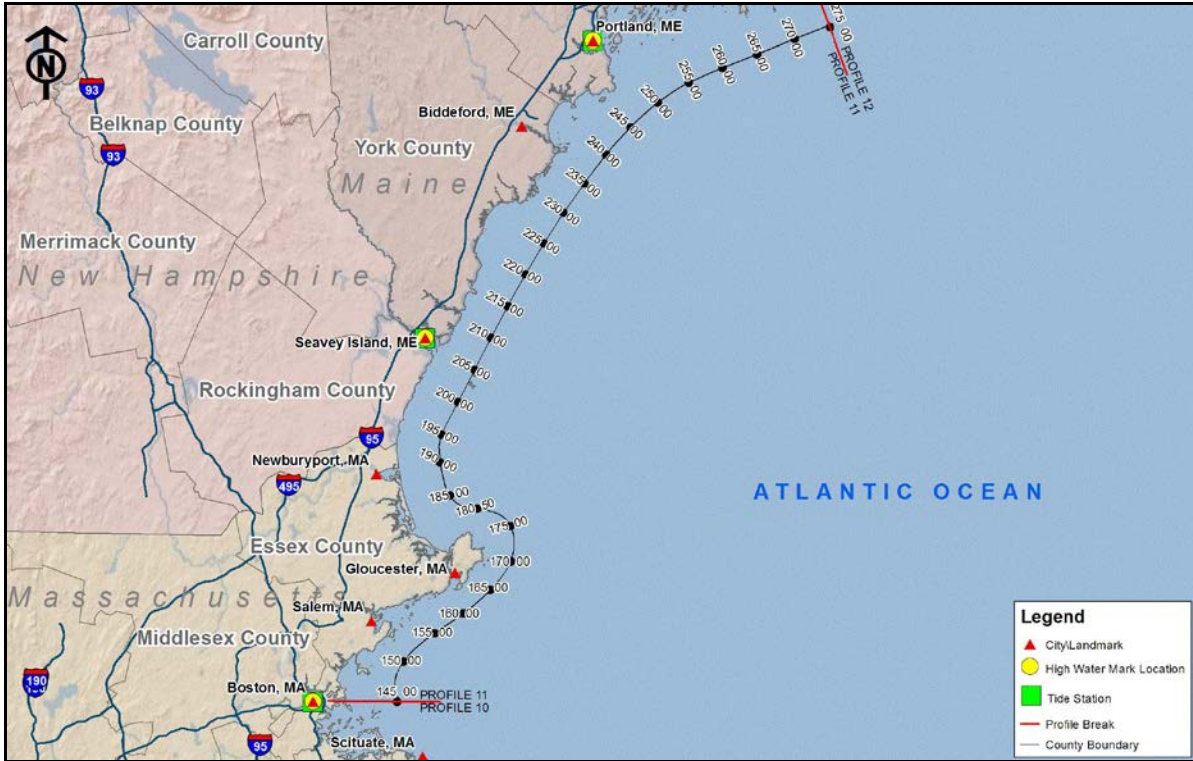 N
Carroll County
Portland, ME
275 00
270 00
265 00
260 00
255 00
250 00
245 00
240 00
235 00
230 00
225 00
220 00
215 00
210 00
205 00
200 00
195 00
190 00
185 00
180 50
175 00
170 00
165 00
160 00
155 00
150 00
145 00
PROFILE 12
PROFILE 11
93
Biddeford, ME
Belknap County
York County
93
Maine
Merrimack County
New Hampshire
Seavey Island, ME
Rockingham County
95
Newburyport, MA
495
ATLANTIC OCEAN
Essex County
Gloucester, MA
Massachusetts
Salem, MA
Middlesex County
190
Boston, MA
PROFILE 11
PROFILE 10
95
Scituate, MA
Legend
City\Landmark
High Water Mark Location
Tide Station
Profile Break
County Boundary